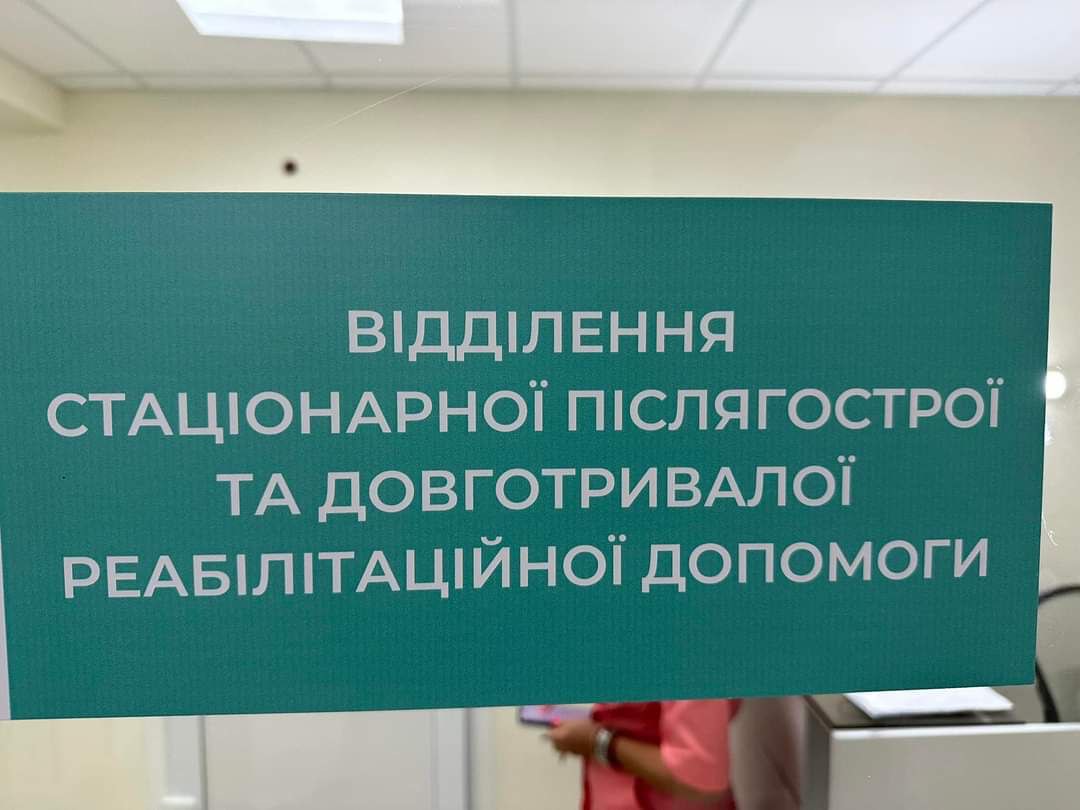 ВІДДІЛЕННЯ
СТАЦІОНАРНОЇ ПІСЛЯГОСТРОЇ
ТА ДОВГОТРИВАЛОЇ
РЕАБІЛІТАЦІЙНОЇ ДОПОМОГИ